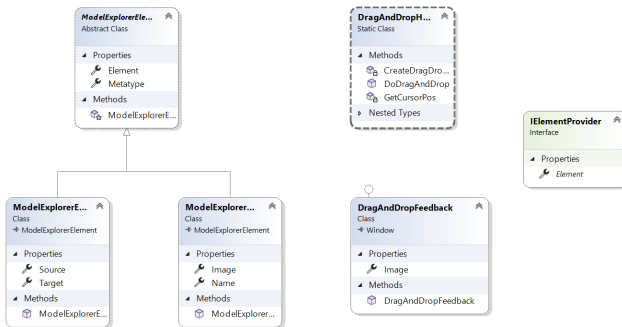 ModelExplorerEle...
Abstract Class
Properties
Element
Metatype
Methods
ModelExplorerE...
DragAndDropH...
Static Class
Methods
CreateDragDro...
DoDragAndDrop
GetCursorPos
Nested Types
IElementProvider
Interface
Properties
Element
ModelExplorerE...
Class
ModelExplorerElement
Properties
Source
Target
Methods
ModelExplorerE...
ModelExplorer...
Class
ModelExplorerElement
Properties
Image
Name
Methods
ModelExplorer...
DragAndDropFeedback
Class
Window
Properties
Image
Methods
DragAndDropFeedback